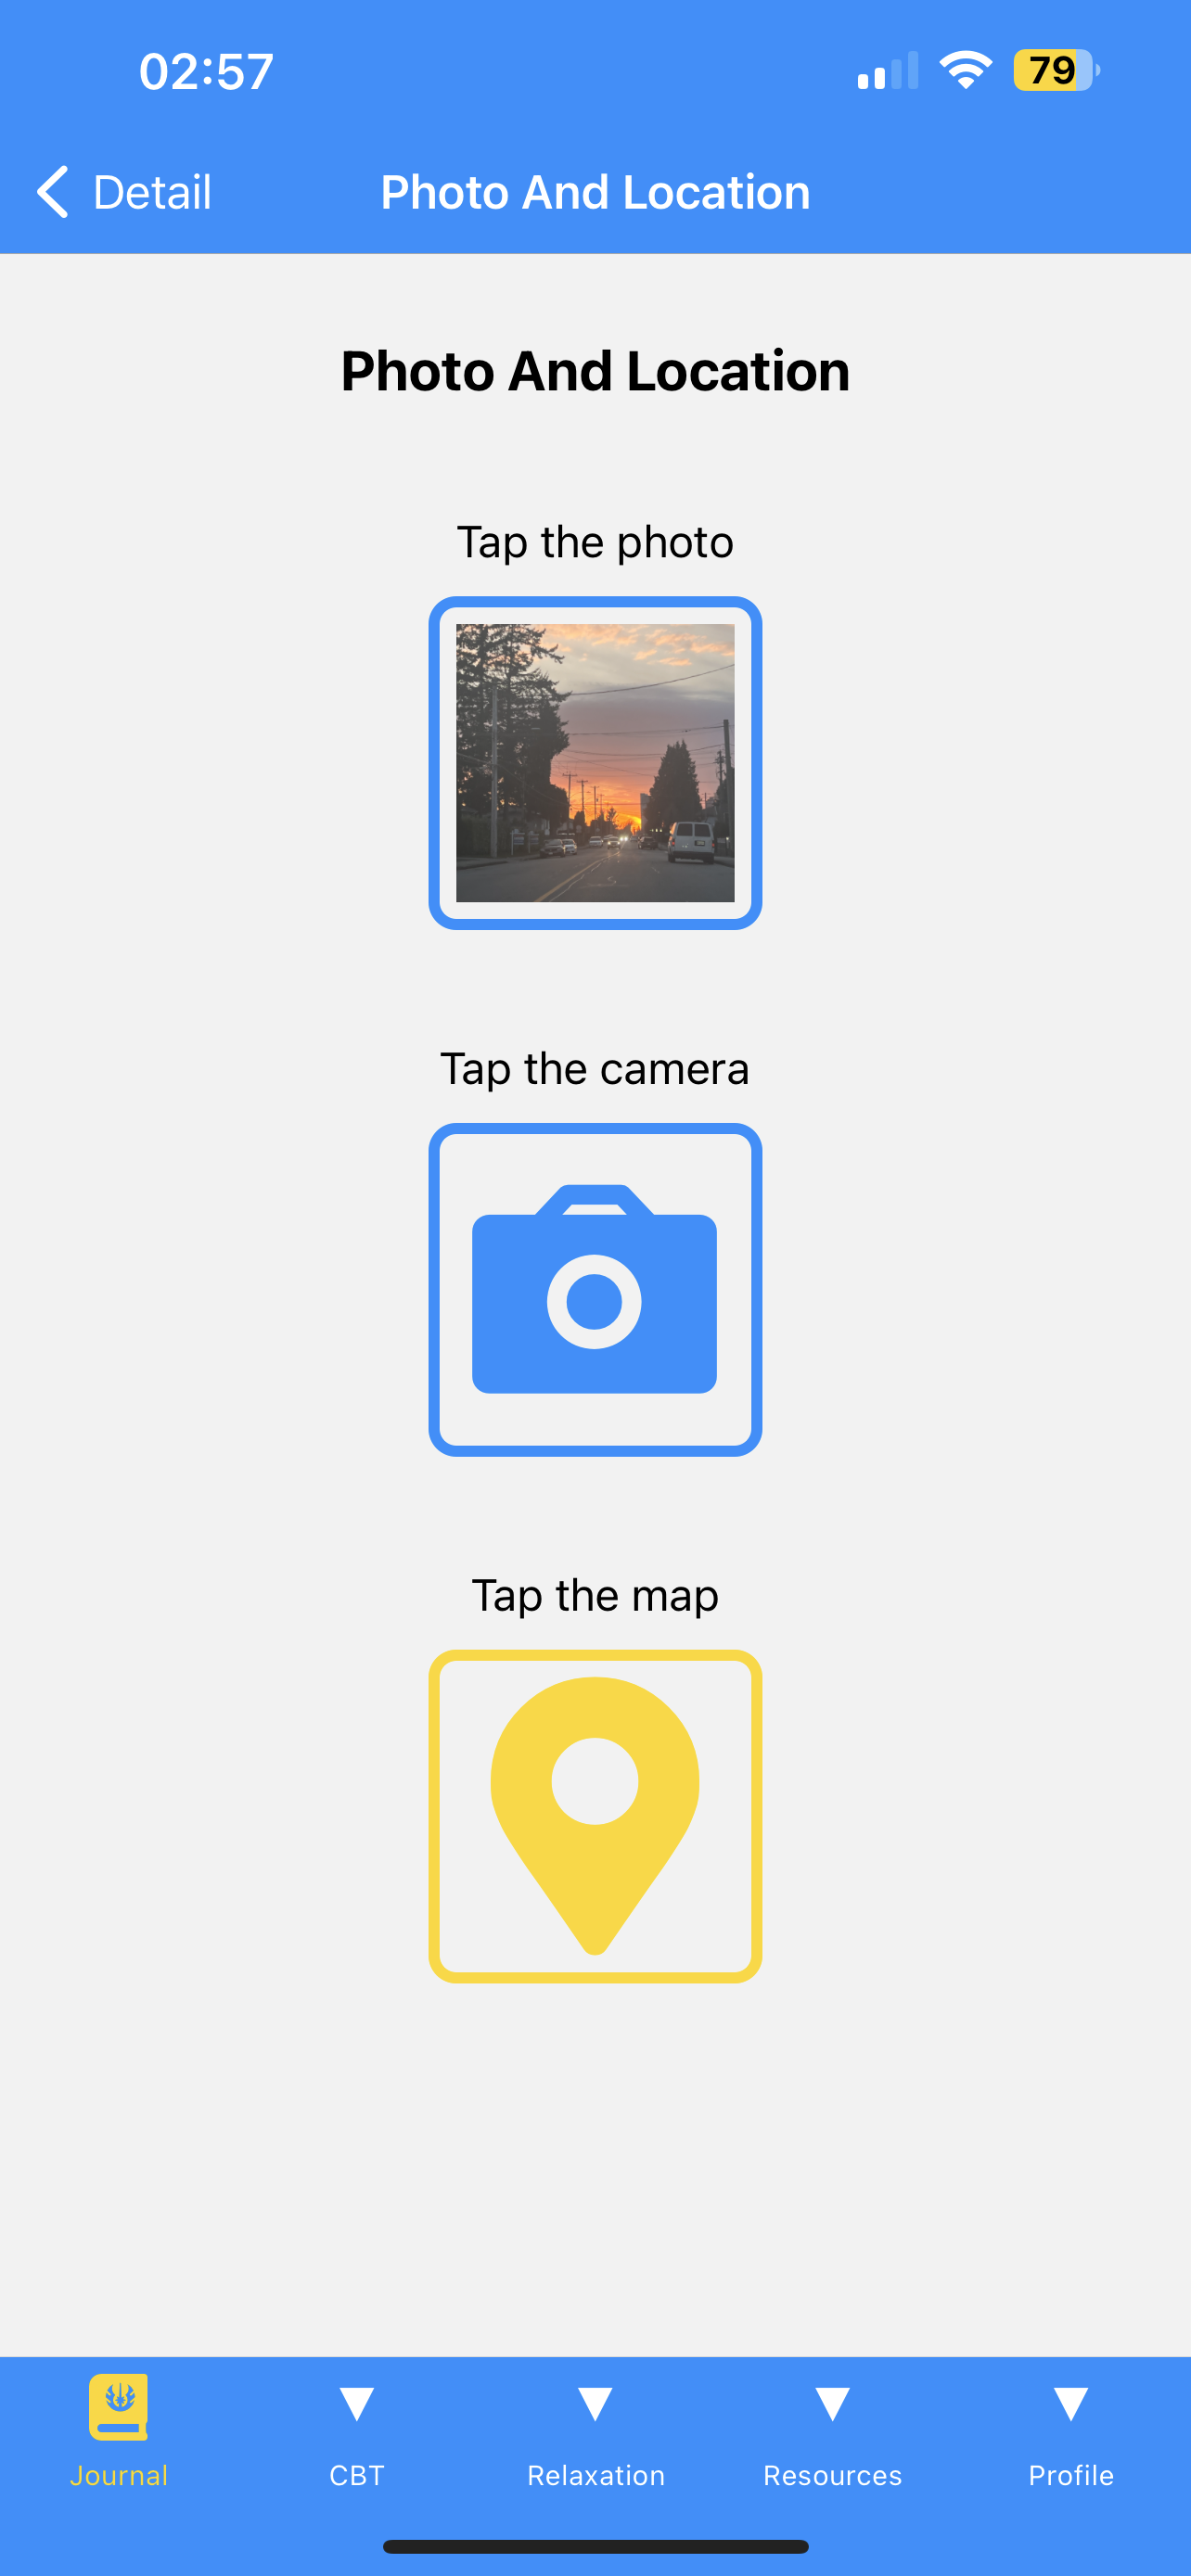 02:57
79
Detail
Photo And Location
Photo And Location
Tap the photo
Tap the camera
Tap the map
Journal
CBT
Relaxation
Resources
Profile